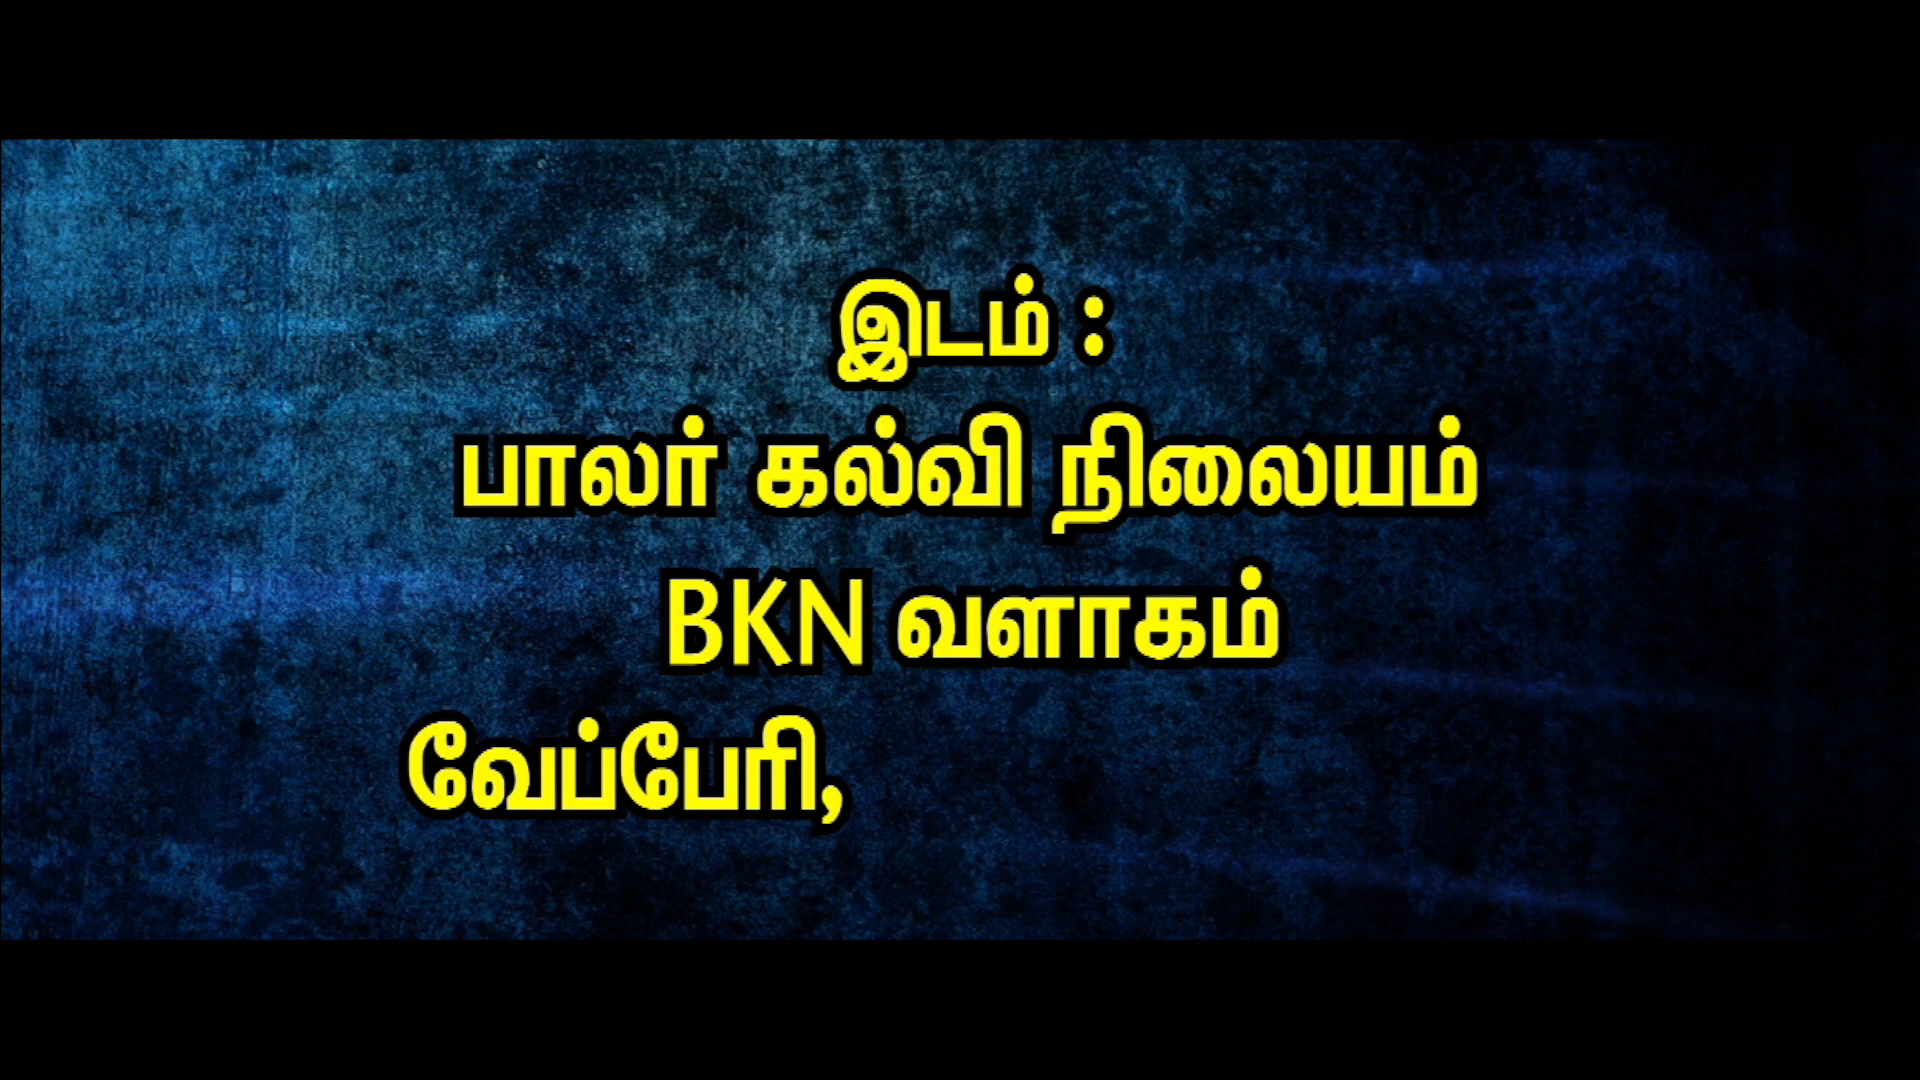 இடம் :
பாலர் கல்வி நிலையம்
BKN வளாகம்
வேப்பேரி,